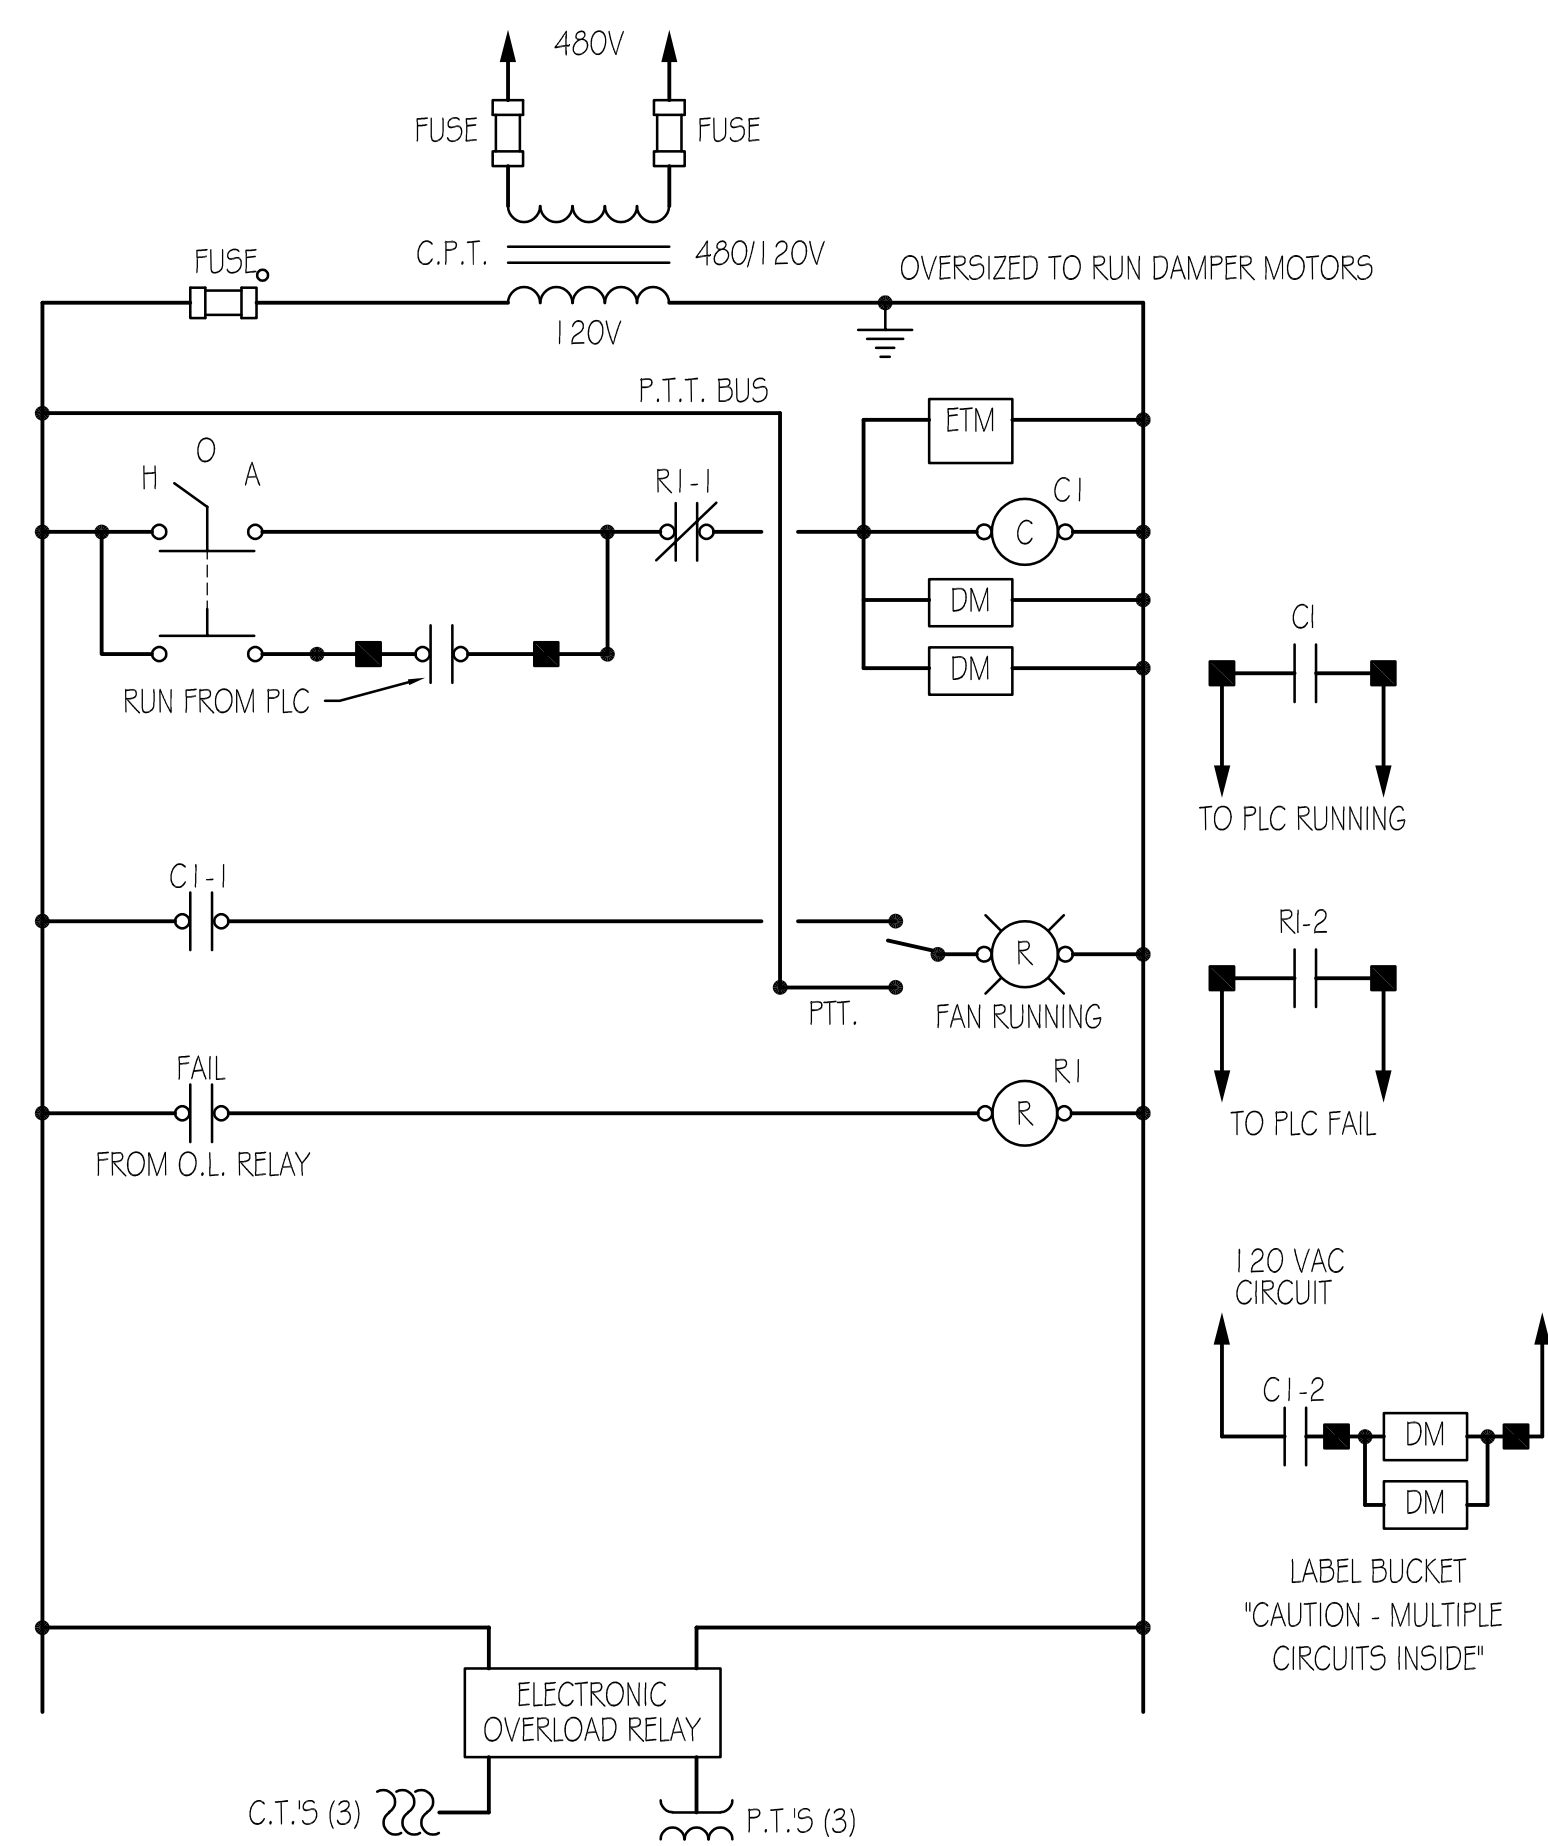 480V
FUSE
FUSE
C.P.T.
480/120V
FUSE
OVERSIZED TO RUN DAMPER MOTORS
120V
P.T.T. BUS
ETM
H
O
A
R1-1
C1
C
DM
DM
RUN FROM PLC
C1
TO PLC RUNNING
C1-1
R
PTT.
FAN RUNNING
R1-2
TO PLC FAIL
FAIL
FROM O.L. RELAY
R1
R
120 VAC
CIRCUIT
C1-2
DM
DM
LABEL BUCKET
"CAUTION - MULTIPLE
CIRCUITS INSIDE"
ELECTRONIC
OVERLOAD RELAY
C.T.'S (3)
P.T.'S (3)